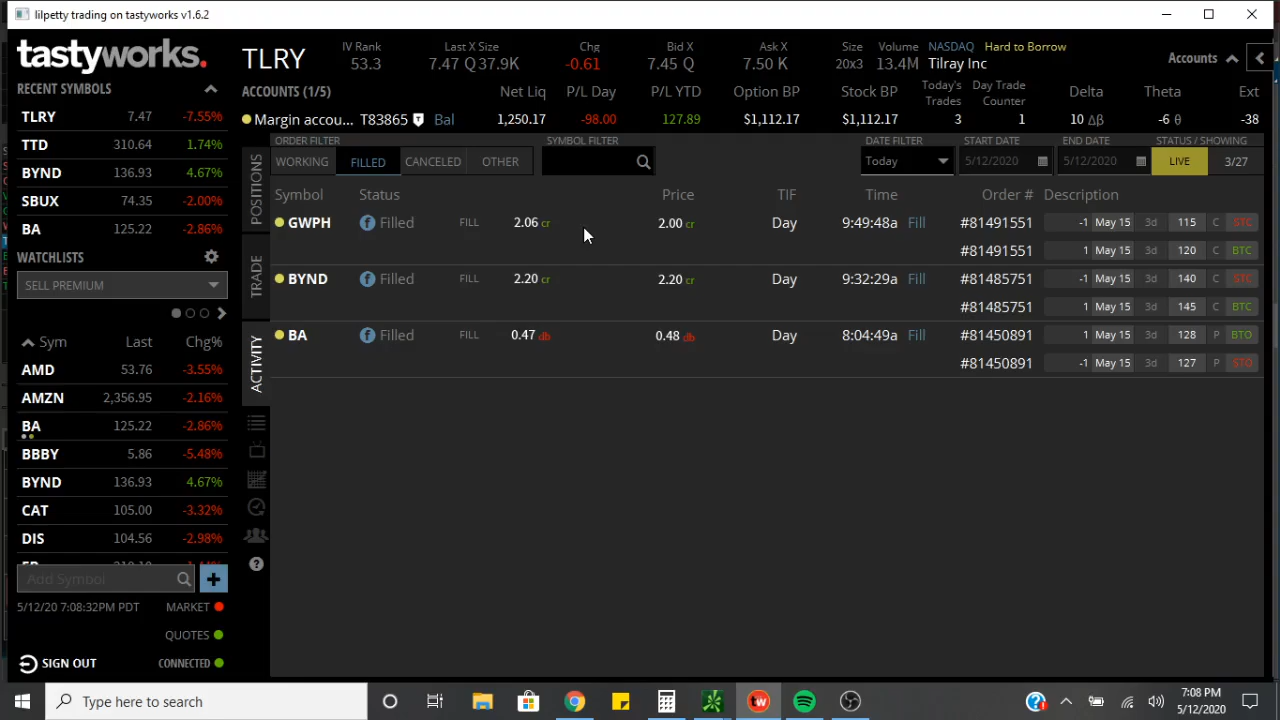 lilpetty trading on tastyworks v1.6.2
tastyworks.
TLRY
IV Rank Last X Size Chg Bid X Ask X Size Volume NASDAQ Hard to Borrow
53.3 7.47 Q 37.9K -0.61 7.45 Q 7.50 K 20x3 13.4M Tilray Inc
Accounts
RECENT SYMBOLS
TLRY 7.47 -7.55%
TTD 310.64 1.74%
BYND 136.93 4.67%
SBUX 74.35 -2.00%
BA 125.22 -2.86%
WATCHLISTS
SELL PREMIUM
Sym Last Chg%
AMD 53.76 -3.55%
AMZN 2,356.95 -2.16%
BA 125.22 -2.86%
BBBY 5.86 -5.48%
BYND 136.93 4.67%
CAT 105.00 -3.32%
DIS 104.56 -2.98%
Add Symbol
5/12/20 7:08:32PM PDT MARKET
QUOTES
SIGN OUT CONNECTED
ACCOUNTS (1/5) Net Liq P/L Day P/L YTD Option BP Stock BP Today's Trades Day Trade Counter Delta Theta Ext
Margin accou... T83865 T Bal 1,250.17 -98.00 127.89 $1,112.17 $1,112.17 3 1 10 Δβ -6 θ -38
POSITIONS
TRADE
ACTIVITY
ORDER FILTER SYMBOL FILTER DATE FILTER START DATE END DATE STATUS / SHOWING
WORKING FILLED CANCELED OTHER Today 5/12/2020 5/12/2020 LIVE 3/27
Symbol Status Price TIF Time Order # Description
GWPH f Filled FILL 2.06 cr 2.00 cr Day 9:49:48a Fill #81491551 -1 May 15 3d 115 C STC
#81491551 1 May 15 3d 120 C BTC
BYND f Filled FILL 2.20 cr 2.20 cr Day 9:32:29a Fill #81485751 -1 May 15 3d 140 C STC
#81485751 1 May 15 3d 145 C BTC
BA f Filled FILL 0.47 db 0.48 db Day 8:04:49a Fill #81450891 1 May 15 3d 128 P BTO
#81450891 -1 May 15 3d 127 P STO
Type here to search
tw
7:08 PM
5/12/2020